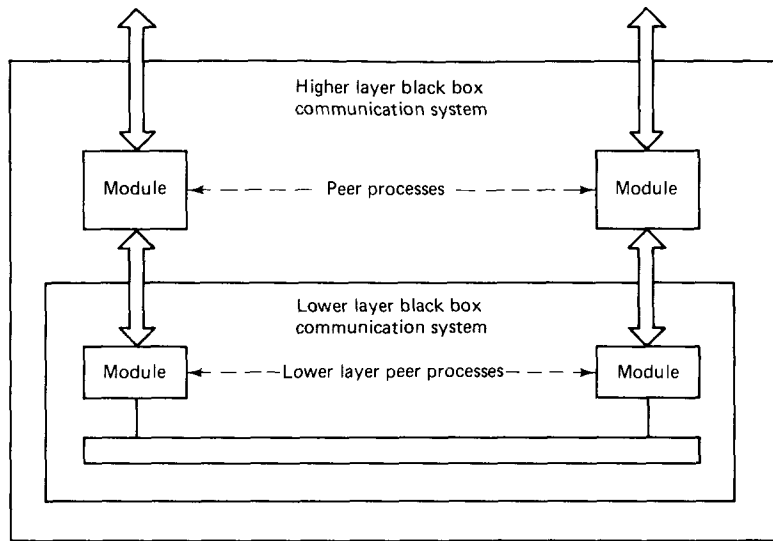 Higher layer black box
communication system
Module
Peer processes
Module
Lower layer black box
communication system
Module
Lower layer peer processes
Module